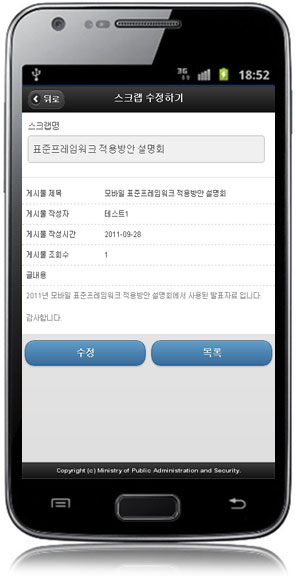 3G 18:52
뒤로 스크랩 수정하기
스크랩명
표준프레임워크 적용방안 설명회
게시물 제목 모바일 표준프레임워크 적용방안 설명회
게시물 작성자 테스트1
게시물 작성시간 2011-09-28
게시물 조회수 1
글내용
2011년 모바일 표준프레임워크 적용방안 설명회에서 사용된 발표자료 입니다.
감사합니다.
수정 목록
Copyright (c) Ministry of Public Administration and Security.